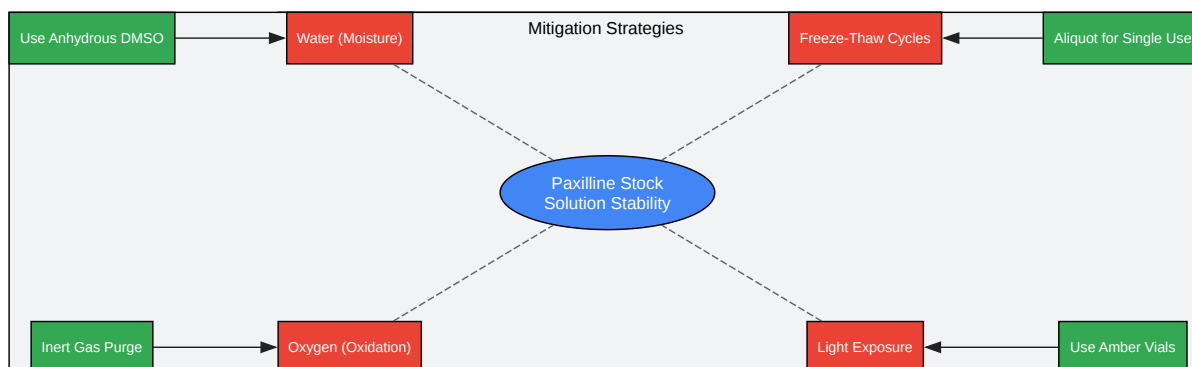 Mitigation Strategies
Use Anhydrous DMSO
Water (Moisture)
Freeze-Thaw Cycles
Aliquot for Single Use
Paxilline Stock
Solution Stability
Inert Gas Purge
Oxygen (Oxidation)
Light Exposure
Use Amber Vials